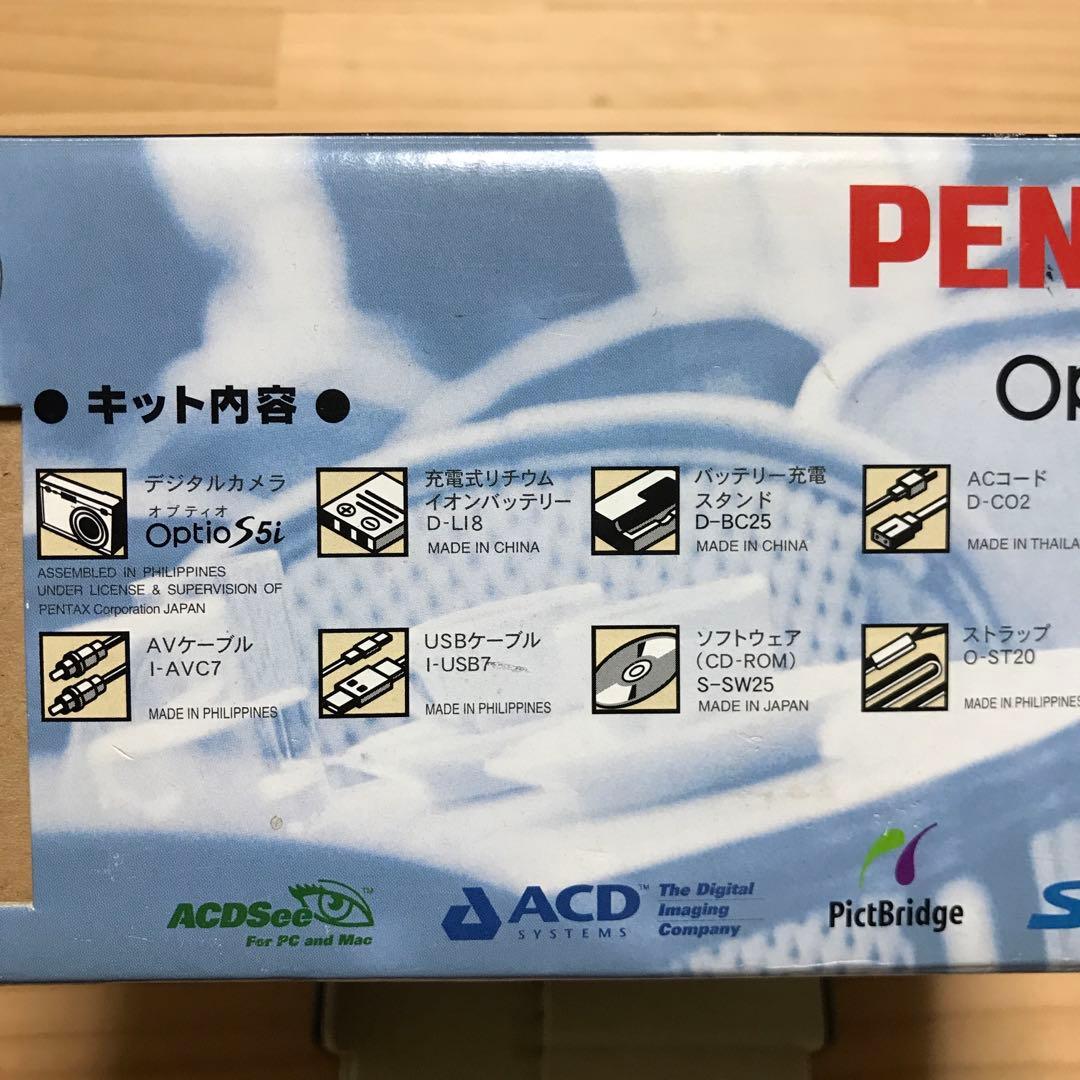 PEN
Op
● キット内容 ●
デジタルカメラ
オプティオ
Optio S5i
ASSEMBLED IN PHILIPPINES
UNDER LICENSE & SUPERVISION OF
PENTAX Corporation JAPAN
充電式リチウム
イオンバッテリー
D-LI8
MADE IN CHINA
バッテリー充電
スタンド
D-BC25
MADE IN CHINA
ACコード
D-CO2
MADE IN THAILA
AVケーブル
I-AVC7
MADE IN PHILIPPINES
USBケーブル
I-USB7
MADE IN PHILIPPINES
ソフトウェア
(CD-ROM)
S-SW25
MADE IN JAPAN
ストラップ
O-ST20
MADE IN PHILIPPINES
ACDSee™
For PC and Mac
ACD™
SYSTEMS
The Digital
Imaging
Company
PictBridge
S